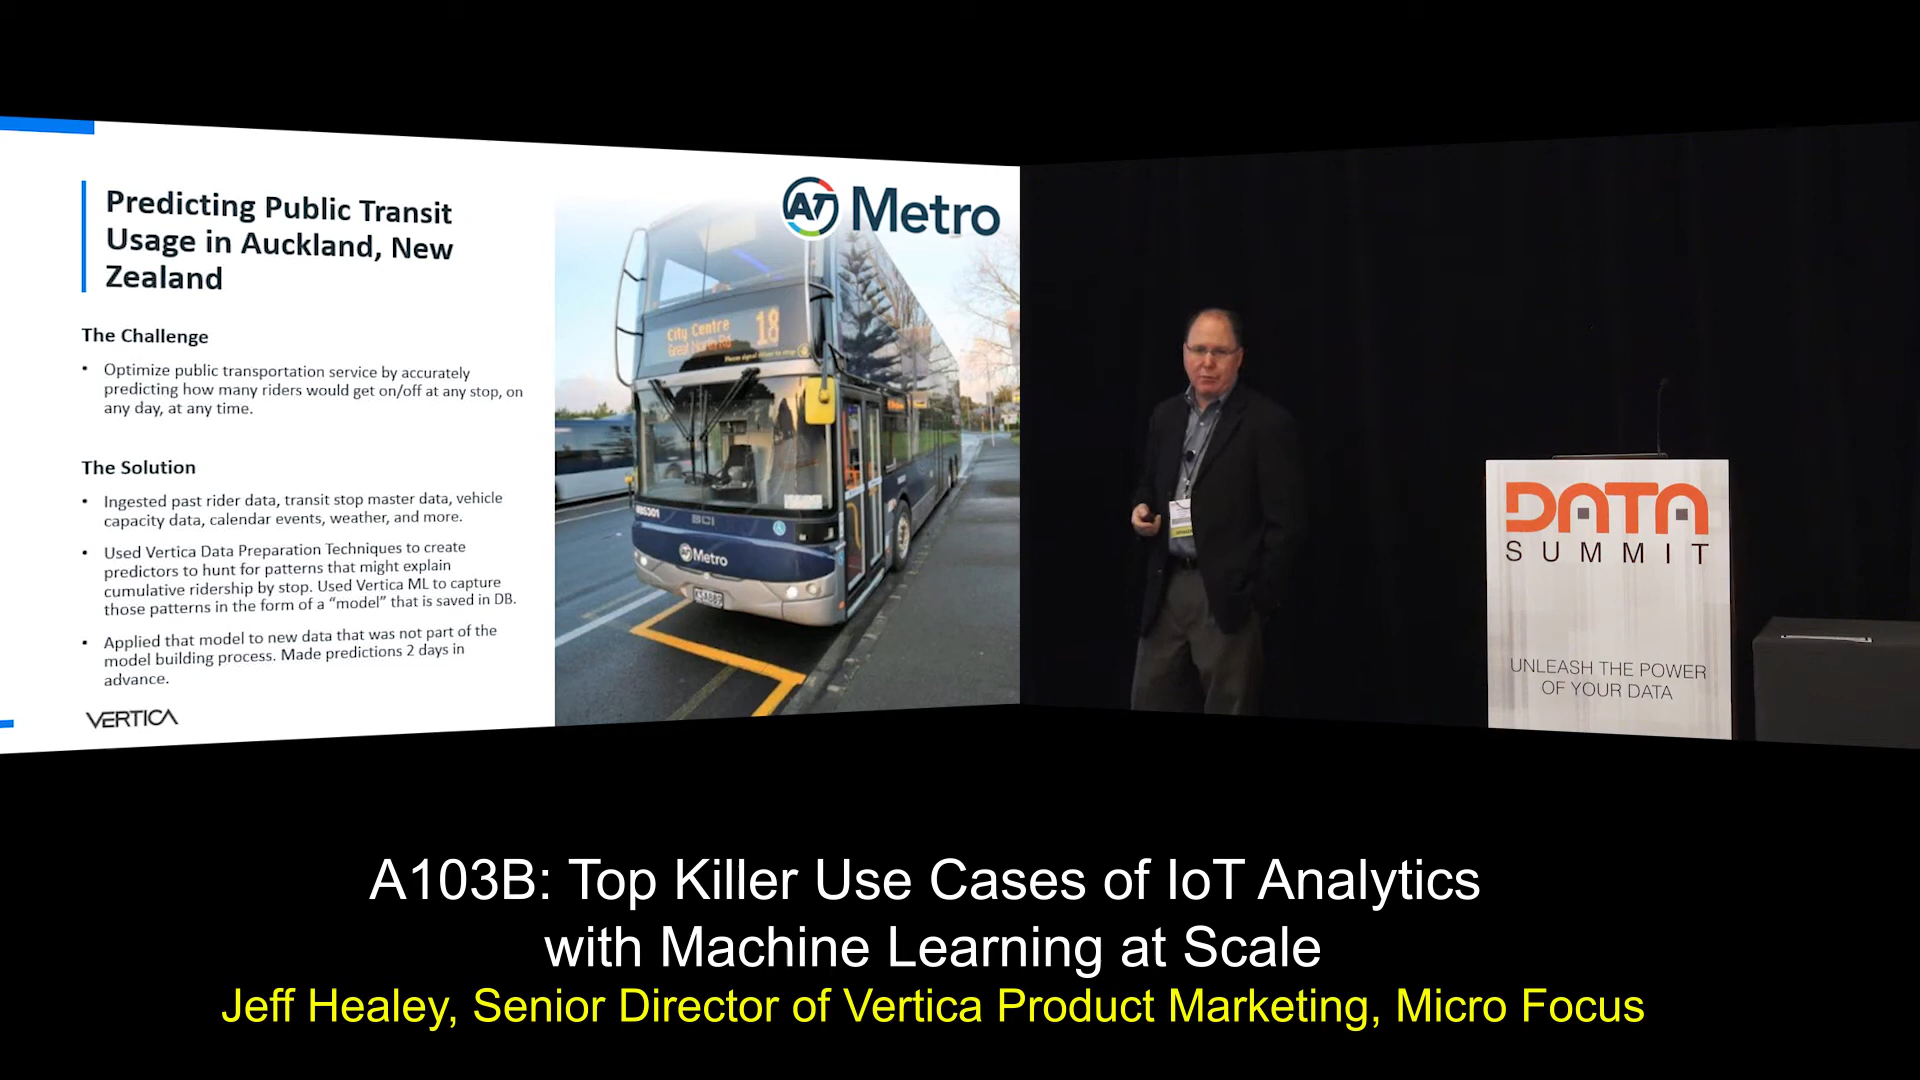 Predicting Public Transit
Usage in Auckland, New
Zealand
The Challenge
• Optimize public transportation service by accurately
predicting how many riders would get on/off at any stop, on
any day, at any time.
The Solution
• Ingested past rider data, transit stop master data, vehicle
capacity data, calendar events, weather, and more.
• Used Vertica Data Preparation Techniques to create
predictors to hunt for patterns that might explain
cumulative ridership by stop. Used Vertica ML to capture
those patterns in the form of a “model” that is saved in DB.
• Applied that model to new data that was not part of the
model building process. Made predictions 2 days in
advance.
VERTICA
AT Metro
City Centre 18
Great North Rd
BCI
AT Metro
DATA
SUMMIT
UNLEASH THE POWER
OF YOUR DATA
A103B: Top Killer Use Cases of IoT Analytics
with Machine Learning at Scale
Jeff Healey, Senior Director of Vertica Product Marketing, Micro Focus